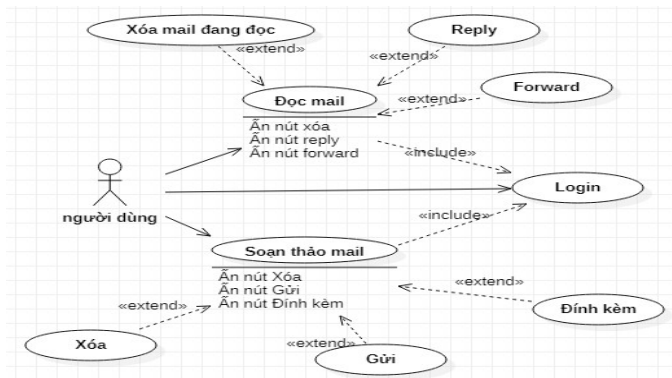 Xóa mail đang đọc
Reply
«extend»
«extend»
Forward
Đọc mail
«extend»
Ấn nút xóa
Ấn nút reply
Ấn nút forward
«include»
Login
người dùng
«include»
Soạn thảo mail
Ấn nút Xóa
Ấn nút Gửi
Ấn nút Đính kèm
«extend»
«extend»
Đính kèm
Xóa
«extend»
Gửi